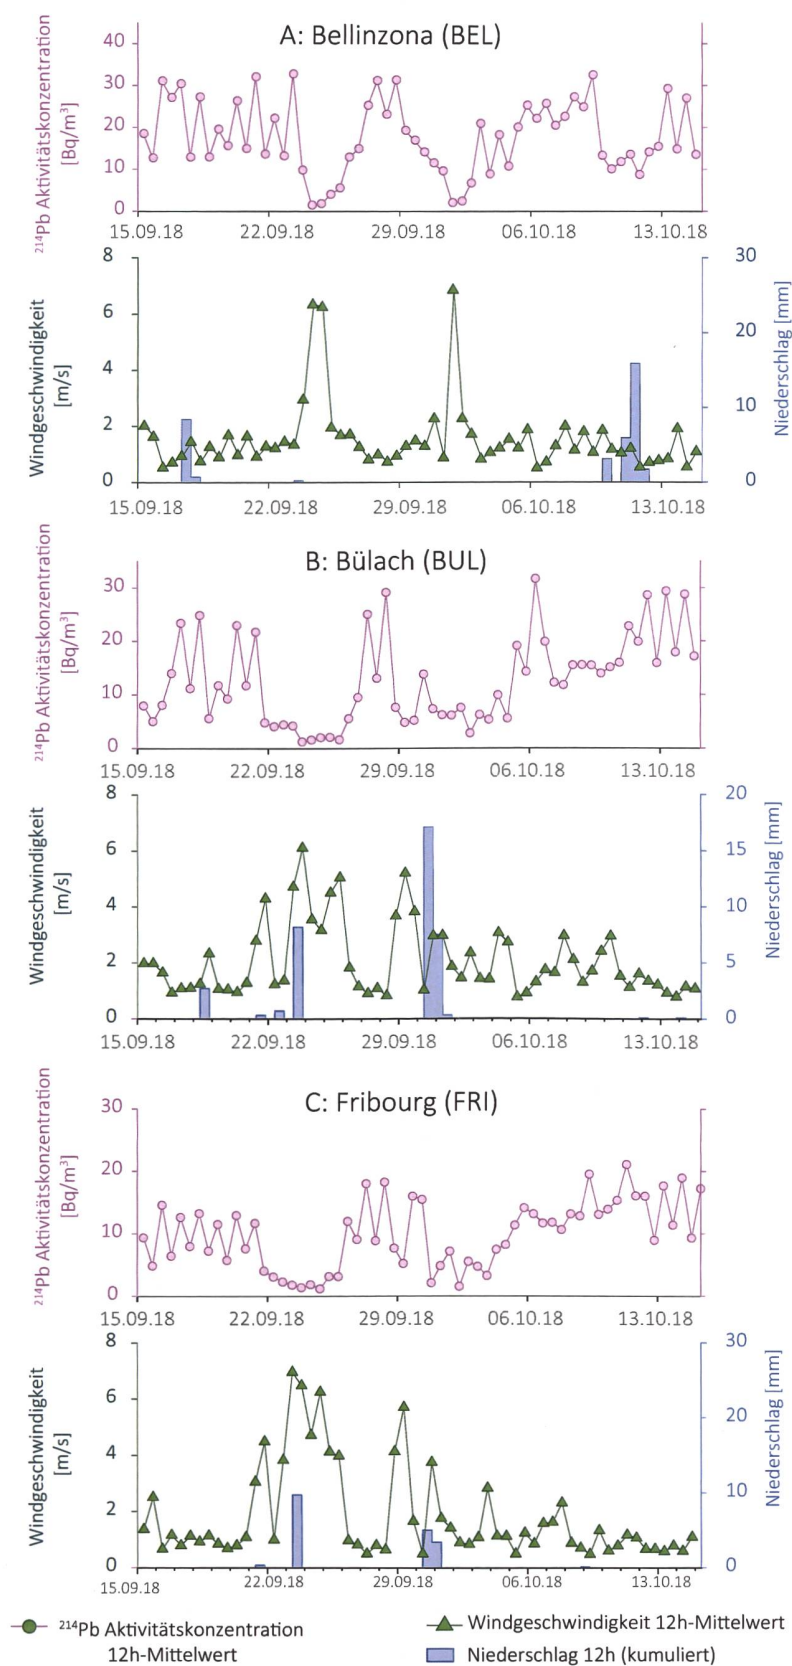 A: Bellinzona (BEL)
²¹⁴Pb Aktivitätskonzentration
[Bq/m³]
40
30
20
10
0
15.09.18 22.09.18 29.09.18 06.10.18 13.10.18
Windgeschwindigkeit
[m/s]
8
6
4
2
0
Niederschlag [mm]
30
20
10
0
15.09.18 22.09.18 29.09.18 06.10.18 13.10.18
B: Bülach (BUL)
²¹⁴Pb Aktivitätskonzentration
[Bq/m³]
30
20
10
0
15.09.18 22.09.18 29.09.18 06.10.18 13.10.18
Windgeschwindigkeit
[m/s]
8
6
4
2
0
Niederschlag [mm]
20
15
10
5
0
15.09.18 22.09.18 29.09.18 06.10.18 13.10.18
C: Fribourg (FRI)
²¹⁴Pb Aktivitätskonzentration
[Bq/m³]
30
20
10
0
15.09.18 22.09.18 29.09.18 06.10.18 13.10.18
Windgeschwindigkeit
[m/s]
8
6
4
2
0
Niederschlag [mm]
30
20
10
0
15.09.18 22.09.18 29.09.18 06.10.18 13.10.18
²¹⁴Pb Aktivitätskonzentration
12h-Mittelwert
Windgeschwindigkeit 12h-Mittelwert
Niederschlag 12h (kumuliert)